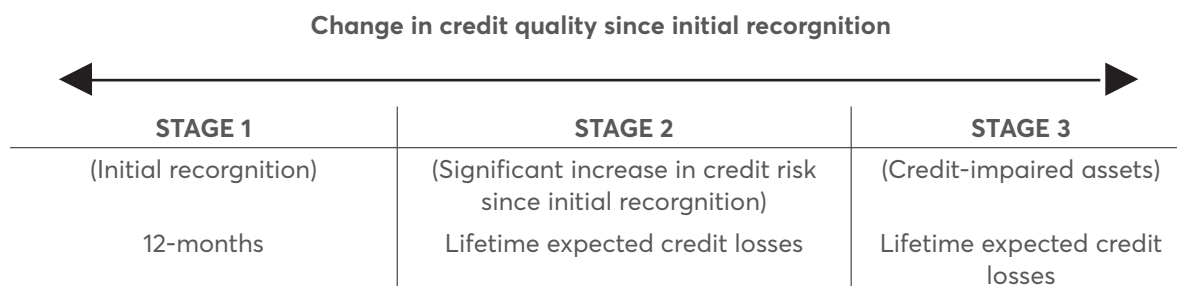 Change in credit quality since initial recorgnition
STAGE 1
STAGE 2
STAGE 3
(Initial recorgnition)
(Significant increase in credit risk
since initial recorgnition)
(Credit-impaired assets)
12-months
Lifetime expected credit losses
Lifetime expected credit
losses